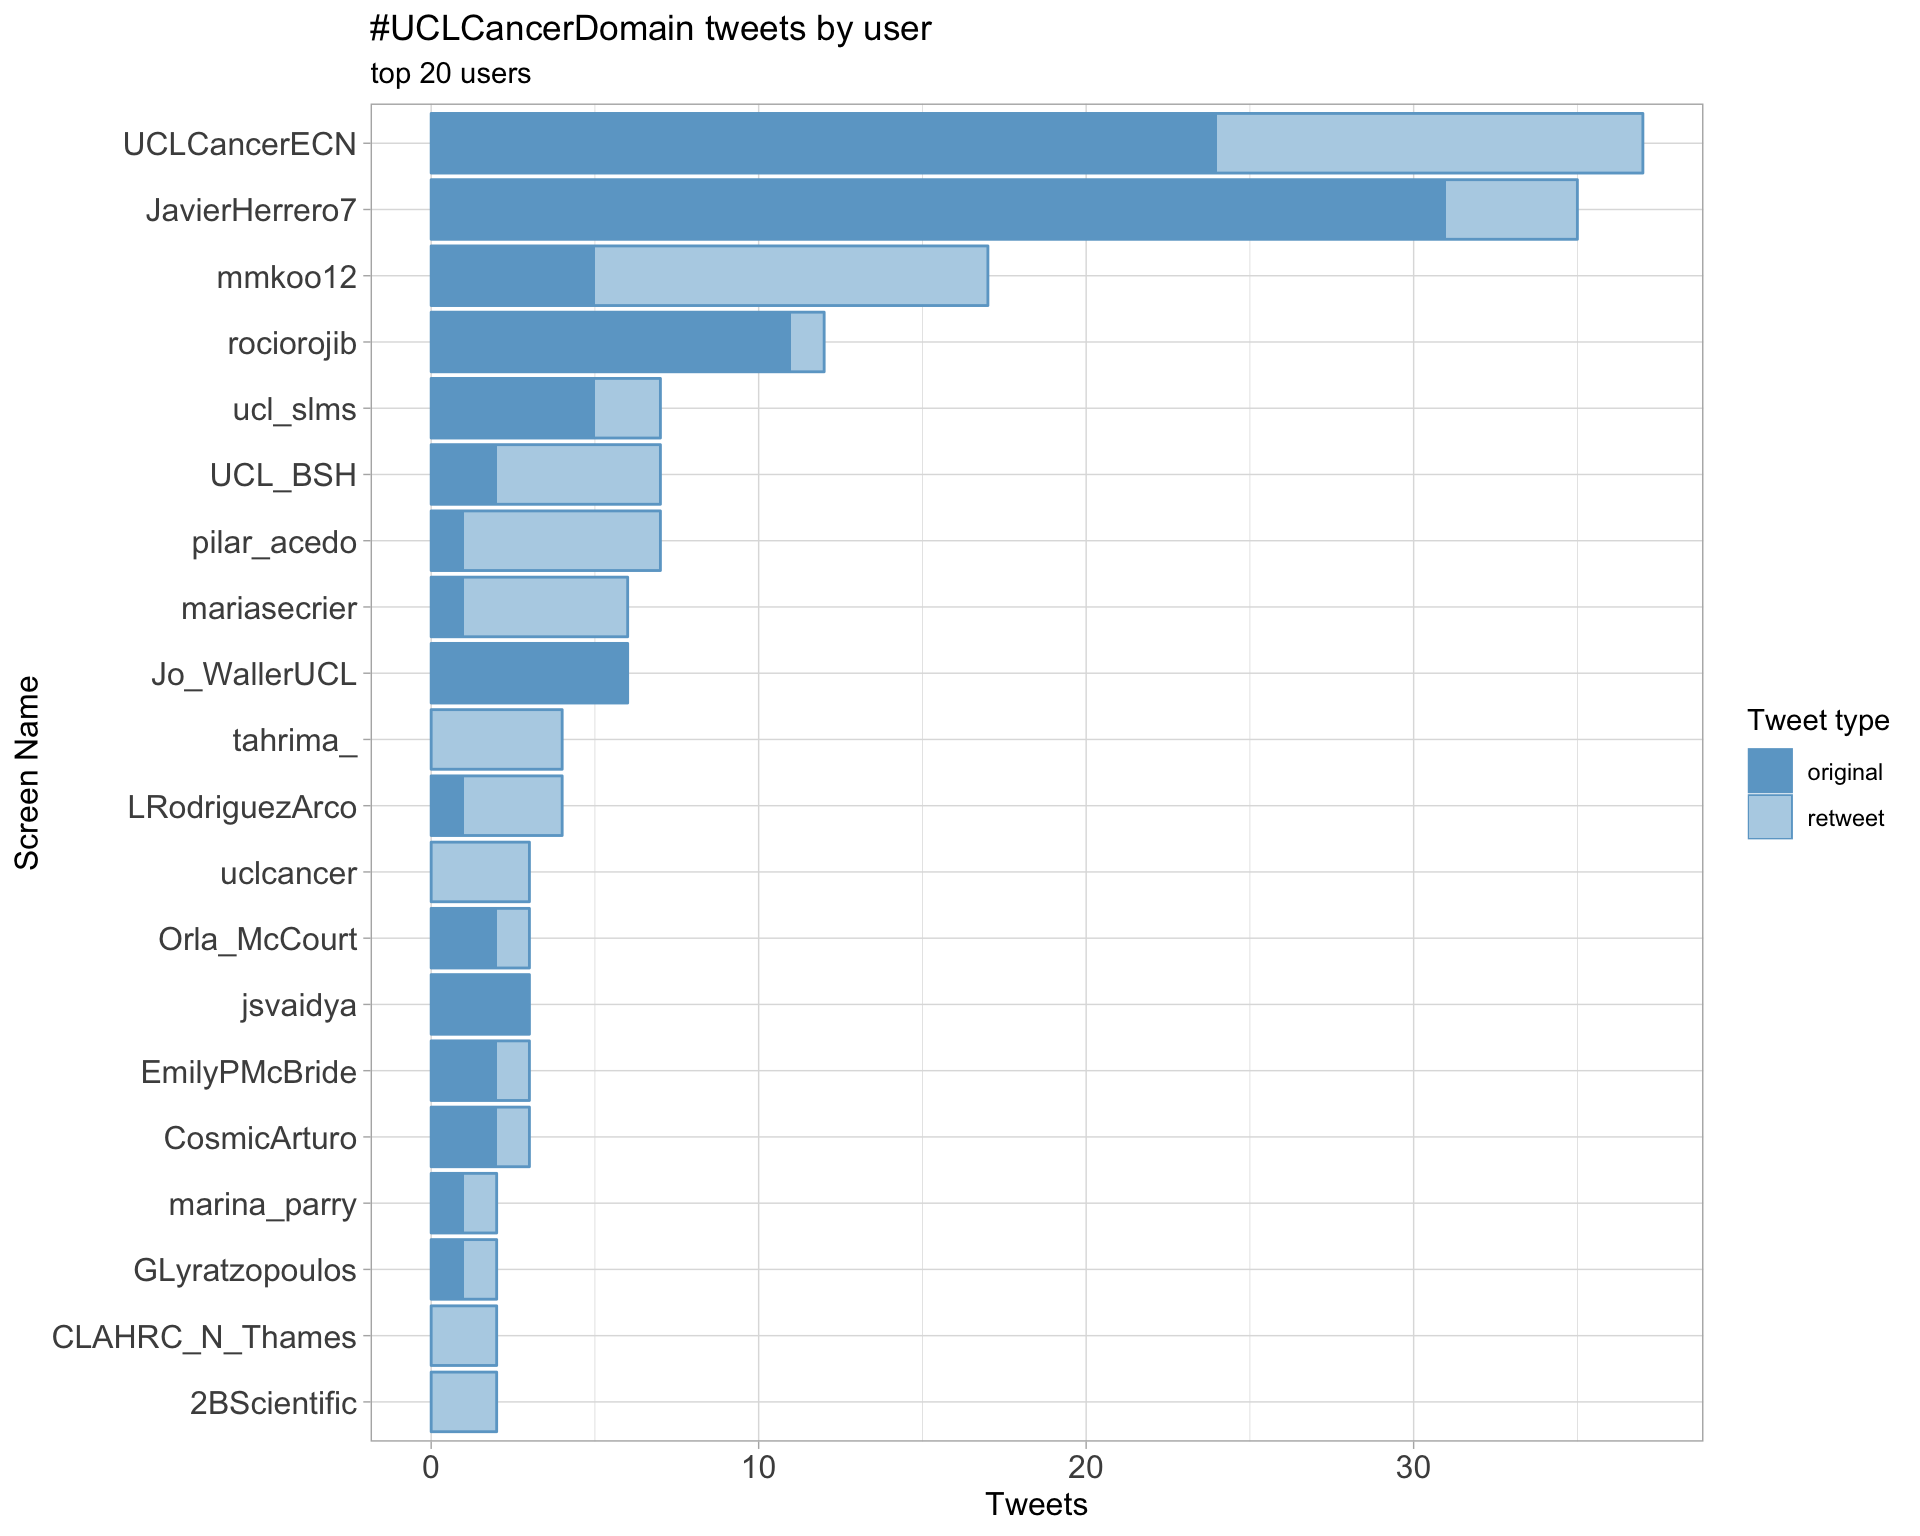 #UCLCancerDomain tweets by user
top 20 users
UCLCancerECN
JavierHerrero7
mmkoo12
rociorojib
ucl_slms
UCL_BSH
pilar_acedo
mariasecrier
Jo_WallerUCL
tahrima_
LRodriguezArco
uclcancer
Orla_McCourt
jsvaidya
EmilyPMcBride
CosmicArturo
marina_parry
GLyratzopoulos
CLAHRC_N_Thames
2BScientific
Screen Name
0 10 20 30
Tweets
Tweet type
original
retweet